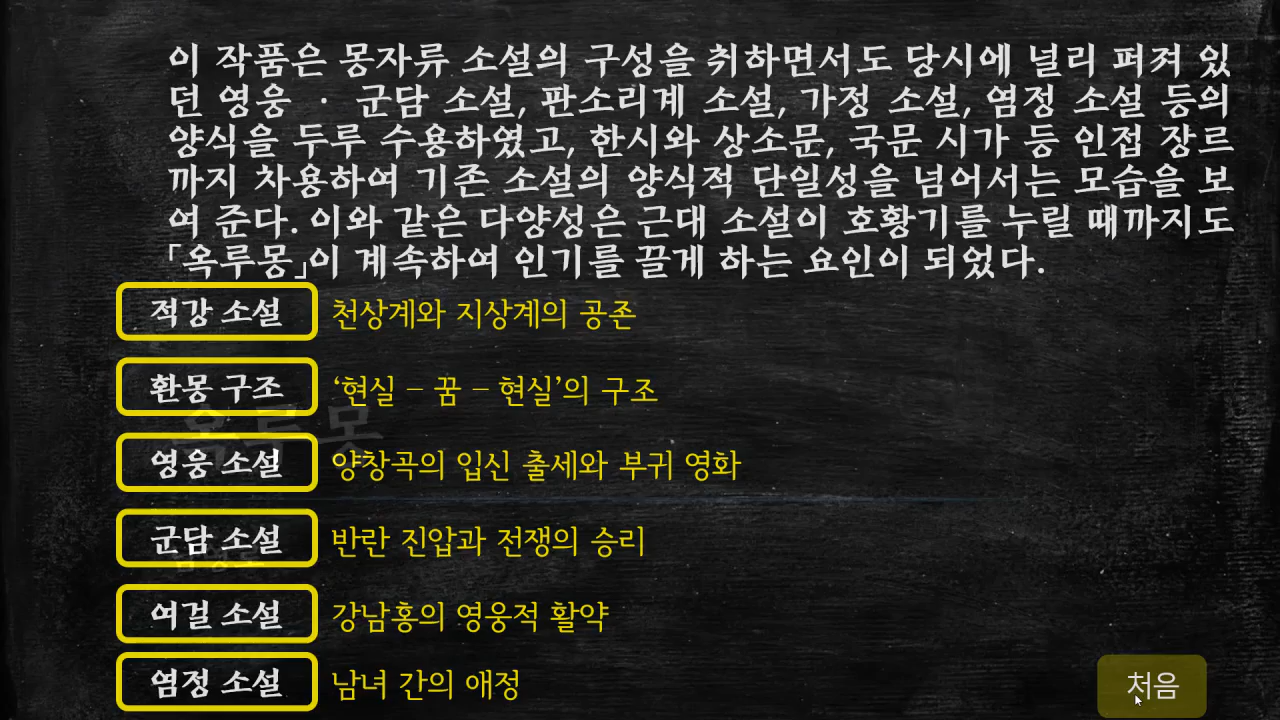 이 작품은 몽자류 소설의 구성을 취하면서도 당시에 널리 퍼져 있
던 영웅 · 군담 소설, 판소리계 소설, 가정 소설, 염정 소설 등의
양식을 두루 수용하였고, 한시와 상소문, 국문 시가 등 인접 장르
까지 차용하여 기존 소설의 양식적 단일성을 넘어서는 모습을 보
여 준다. 이와 같은 다양성은 근대 소설이 호황기를 누릴 때까지도
「옥루몽」이 계속하여 인기를 끌게 하는 요인이 되었다.
적강 소설 천상계와 지상계의 공존
환몽 구조 ‘현실 – 꿈 – 현실’의 구조
옥루몽
영웅 소설 양창곡의 입신 출세와 부귀 영화
군담 소설 반란 진압과 전쟁의 승리
여걸 소설 강남홍의 영웅적 활약
염정 소설 남녀 간의 애정
처음